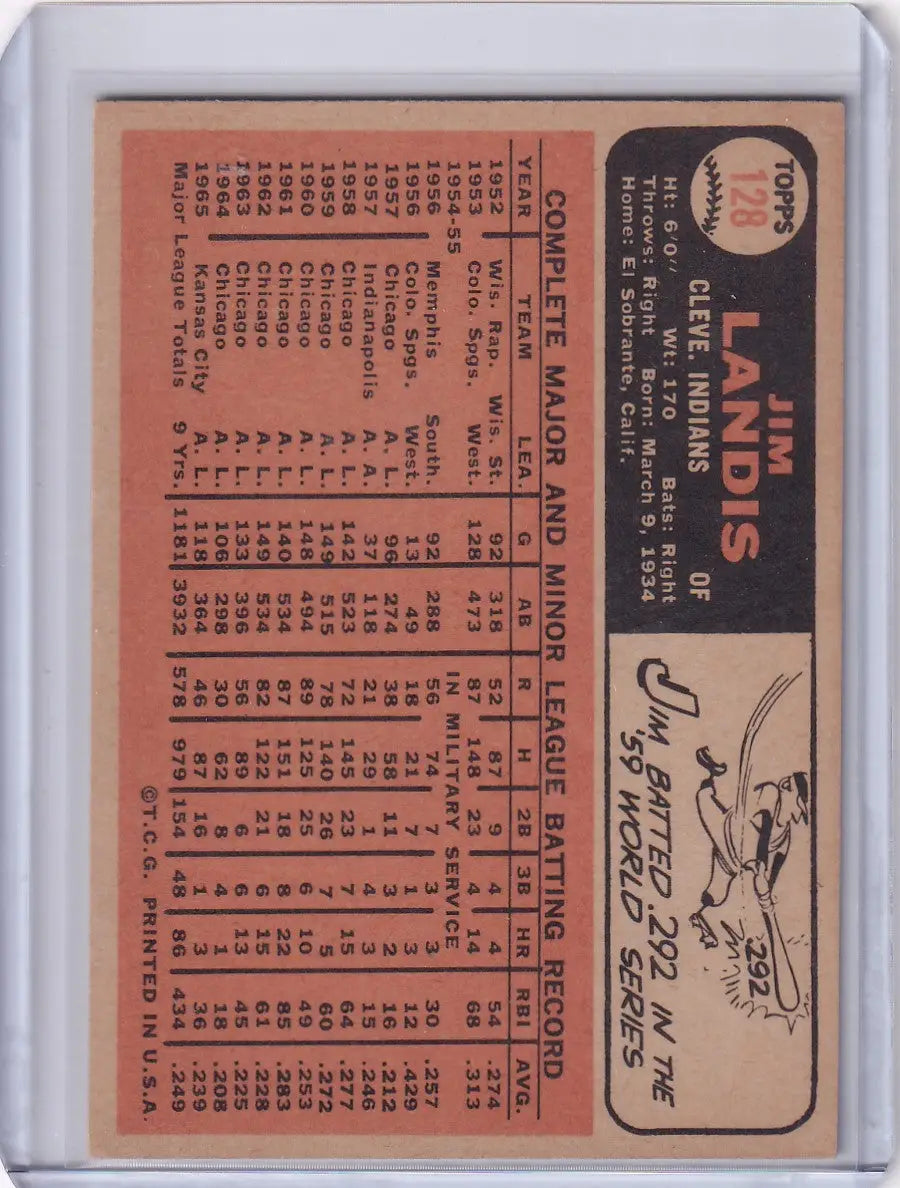 TOPPS
128
JIM
LANDIS
CLEVE. INDIANS OF
Ht: 6'0" Wt: 170 Bats: Right
Throws: Right Born: March 9, 1934
Home: El Sobrante, Calif.
.292
JIM BATTED .292 IN THE
'59 WORLD SERIES
COMPLETE MAJOR AND MINOR LEAGUE BATTING RECORD
YEAR TEAM LEA. G AB R H 2B 3B HR RBI AVG.
1952 Wis. Rap. Wis. St. 92 318 52 87 9 4 4 54 .274
1953 Colo. Spgs. West. 128 473 87 148 23 4 14 68 .313
1954-55 IN MILITARY SERVICE
1956 Memphis South. 92 288 56 74 7 3 3 30 .257
1956 Colo. Spgs. West. 13 49 18 21 7 1 3 12 .429
1957 Chicago A. L. 96 274 38 58 11 3 2 16 .212
1957 Indianapolis A. A. 37 118 21 29 1 4 3 15 .246
1958 Chicago A. L. 142 523 72 145 23 7 15 64 .277
1959 Chicago A. L. 149 515 78 140 26 7 5 60 .272
1960 Chicago A. L. 148 494 89 125 25 6 10 49 .253
1961 Chicago A. L. 140 534 87 151 18 8 22 85 .283
1962 Chicago A. L. 149 534 82 122 21 6 15 61 .228
1963 Chicago A. L. 133 396 56 89 6 6 13 45 .225
1964 Chicago A. L. 106 298 30 62 8 4 1 18 .208
1965 Kansas City A. L. 118 364 46 87 16 1 3 36 .239
Major League Totals 9 Yrs. 1181 3932 578 979 154 48 86 434 .249
©T.C.G. PRINTED IN U.S.A.